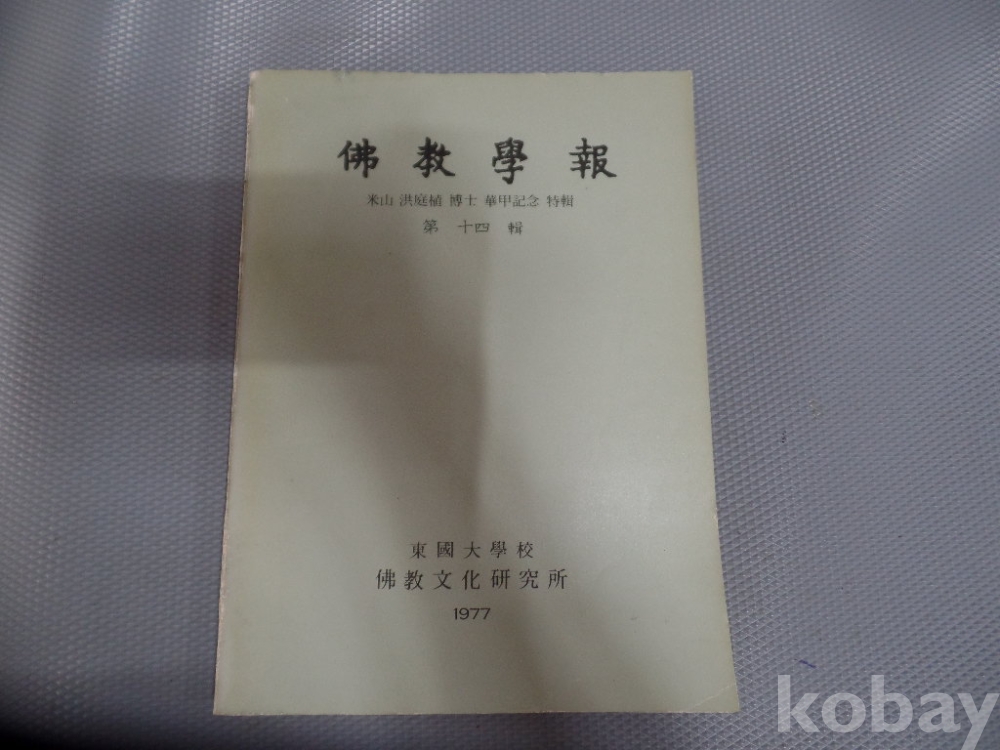 佛教學報
米山 洪庭植 博士 華甲記念 特輯
第 十四 輯
東國大學校
佛教文化研究所
1977
kobay